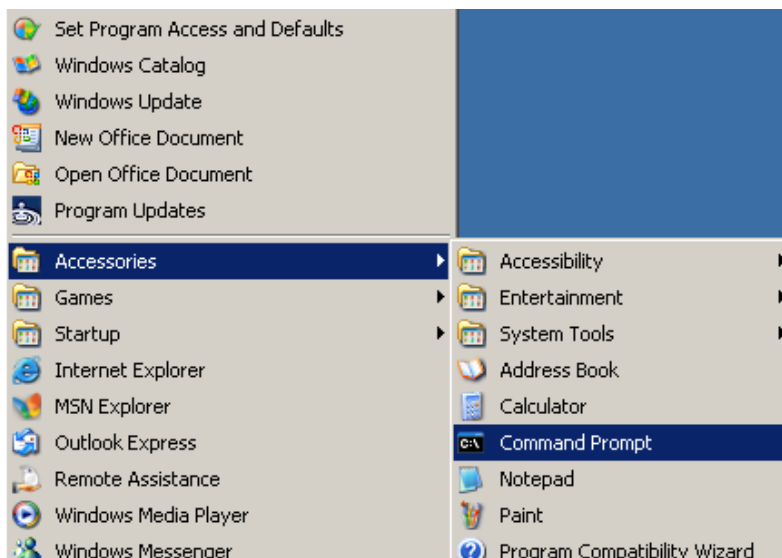 Set Program Access and Defaults
Windows Catalog
Windows Update
New Office Document
Open Office Document
Program Updates
Accessories
Games
Startup
Internet Explorer
MSN Explorer
Outlook Express
Remote Assistance
Windows Media Player
Windows Messenger
Accessibility
Entertainment
System Tools
Address Book
Calculator
C:\ Command Prompt
Notepad
Paint
Program Compatibility Wizard